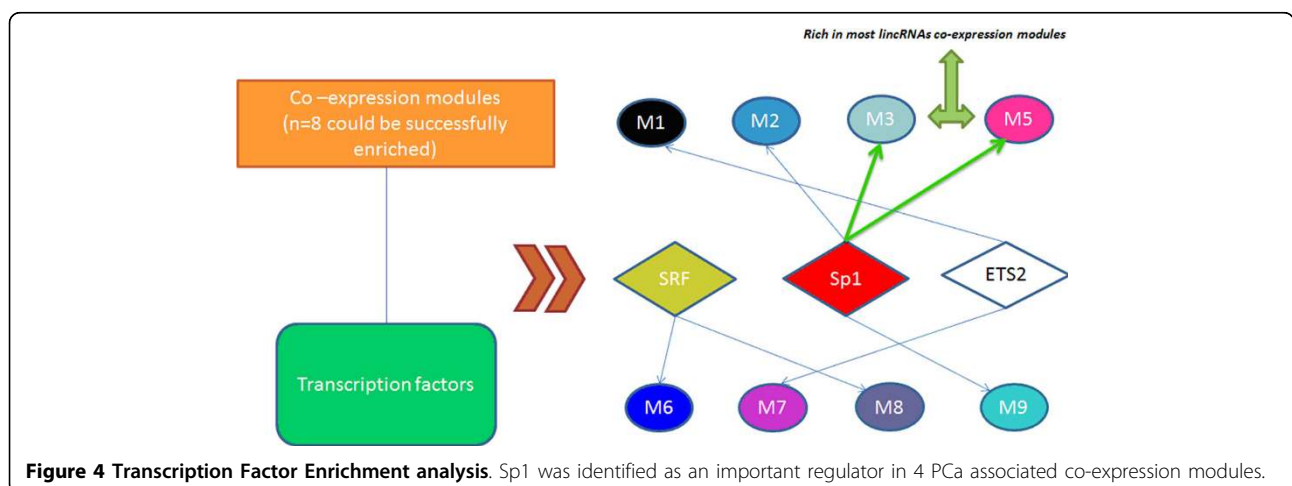 Rich in most lincRNAs co-expression modules
Co –expression modules
(n=8 could be successfully
enriched)
M1
M2
M3
M5
SRF
Sp1
ETS2
Transcription factors
M6
M7
M8
M9
Figure 4 Transcription Factor Enrichment analysis. Sp1 was identified as an important regulator in 4 PCa associated co-expression modules.